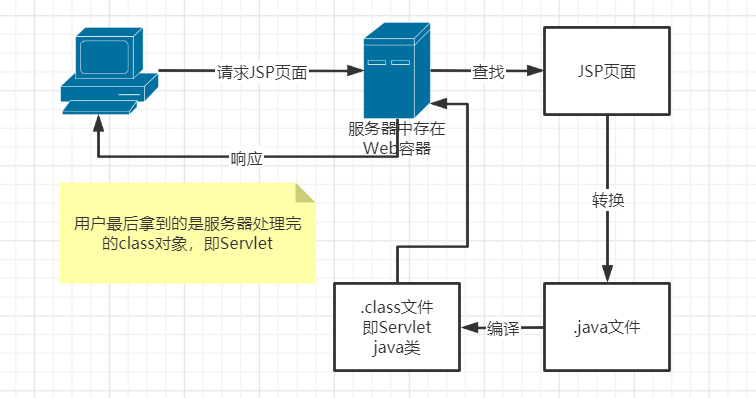 请求JSP页面
查找
JSP页面
服务器中存在
Web容器
响应
转换
用户最后拿到的是服务器处理完
的class对象，即Servlet
.class文件
即Servlet
java类
编译
.java文件